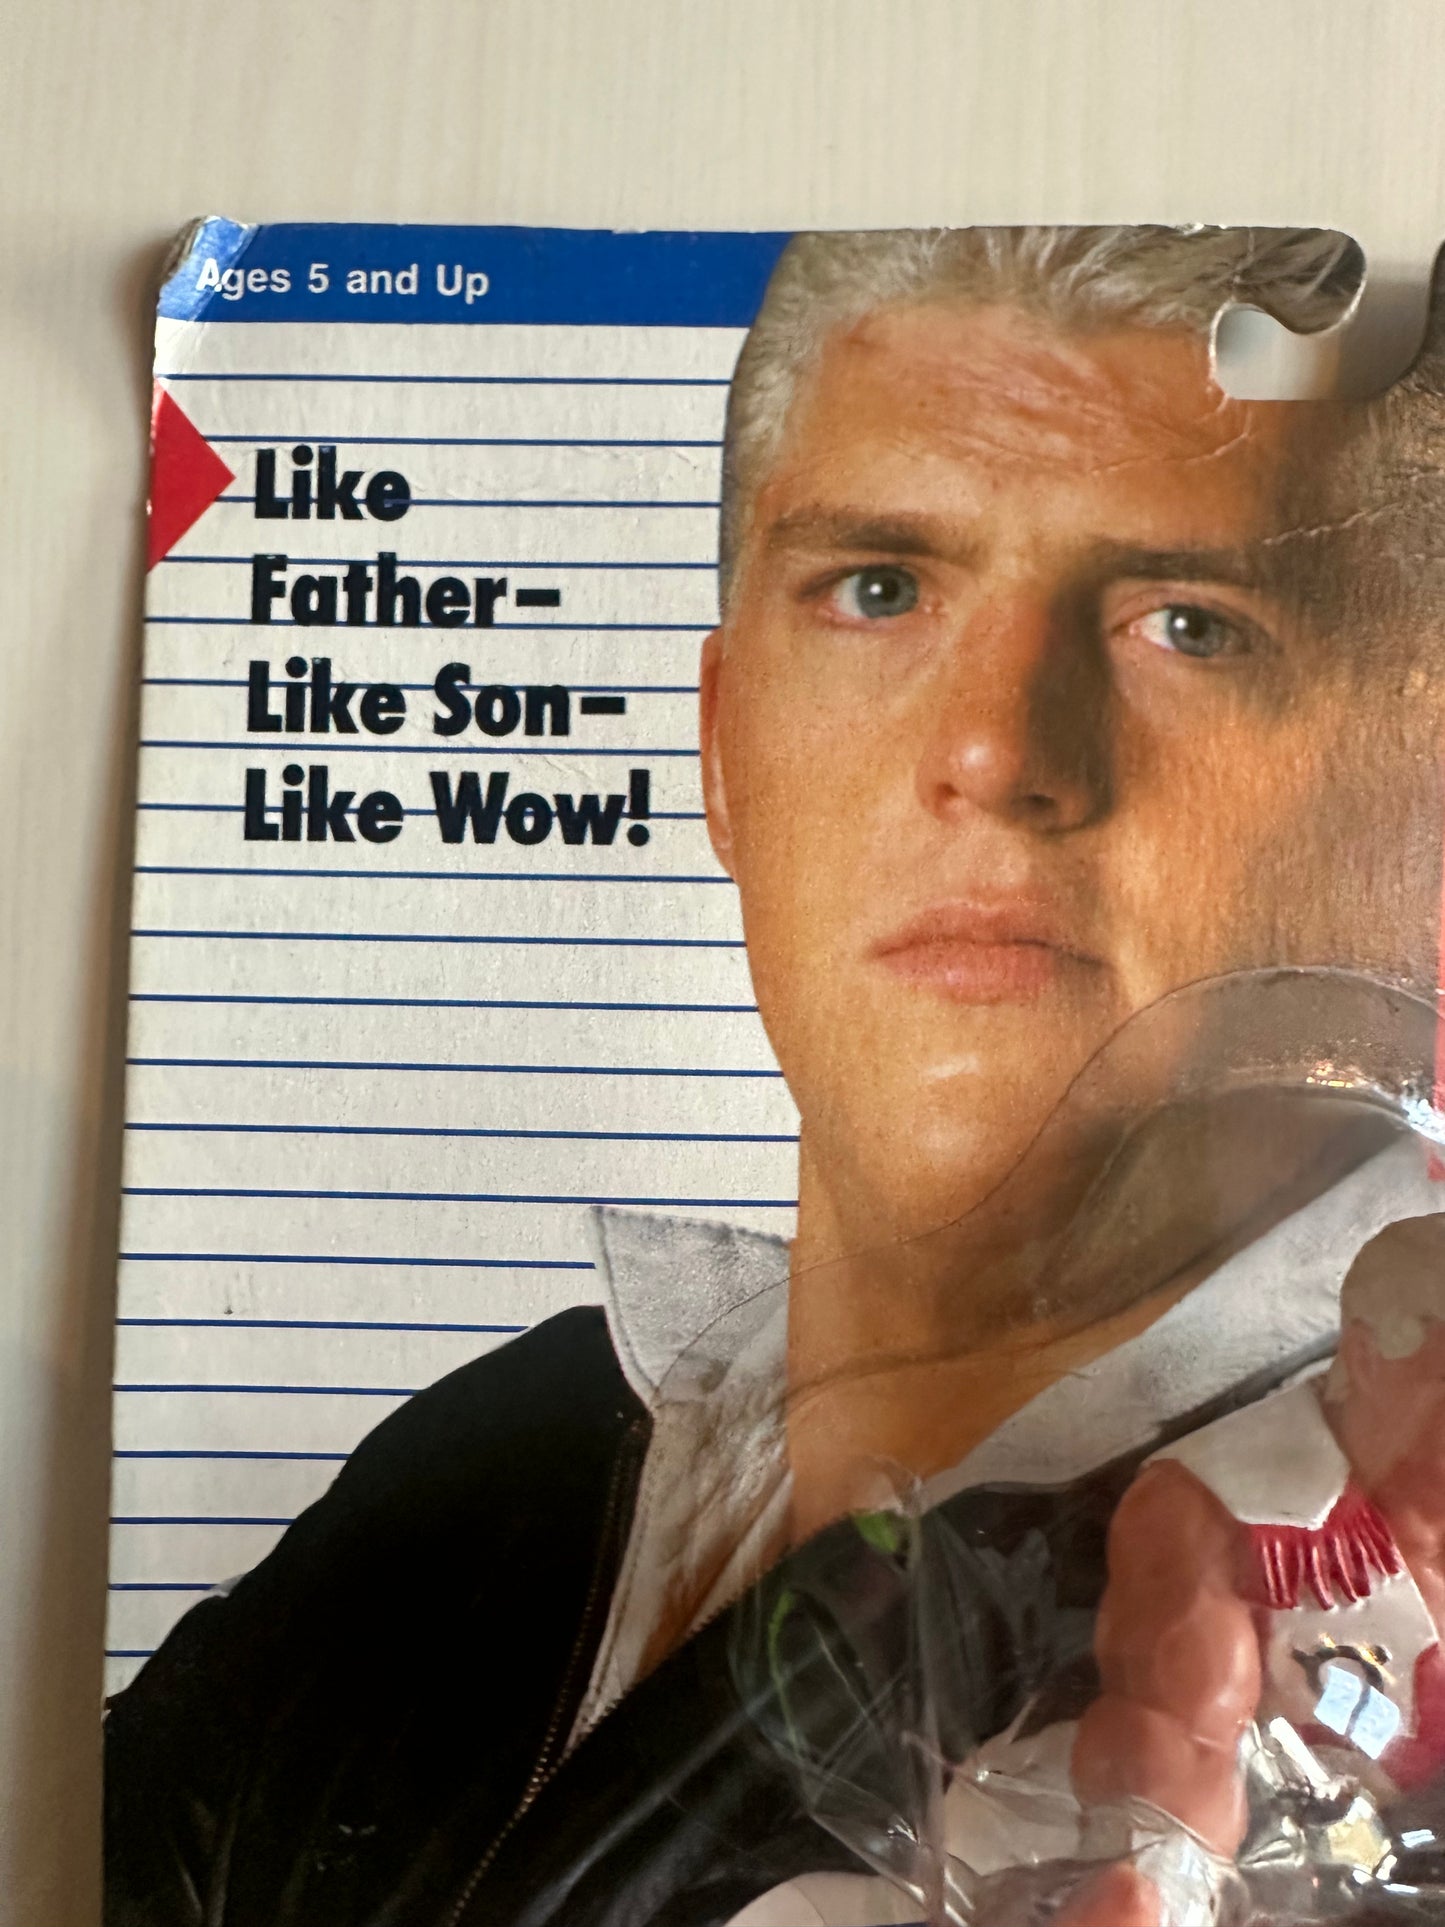 Ages 5 and Up
Like
Father–
Like Son–
Like Wow!